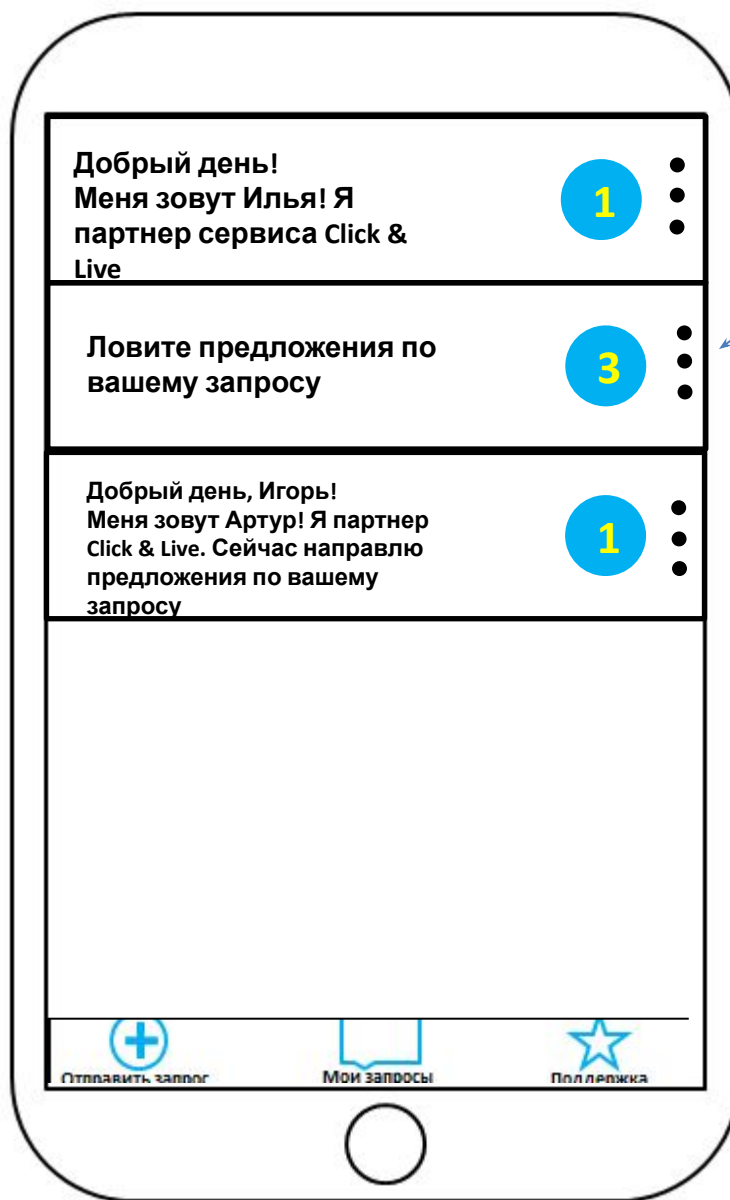 Добрый день!
Меня зовут Илья! Я
партнер сервиса Click &
Live
1
Ловите предложения по
вашему запросу
3
Добрый день, Игорь!
Меня зовут Артур! Я партнер
Click & Live. Сейчас направлю
предложения по вашему
запросу
1
Отправить запрос
Мои запросы
Поддержка